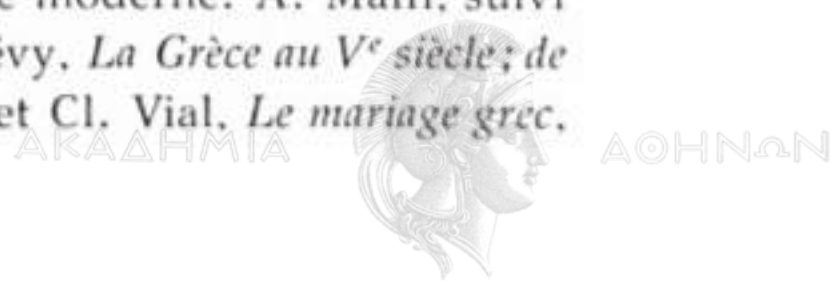 moderne. A. suivi
évy, La Grèce au Ve siècle; de
et Cl. Vial, Le mariage grec,
ΑΚΑΔΗΜΙΑ ΑΘΗΝΩΝ